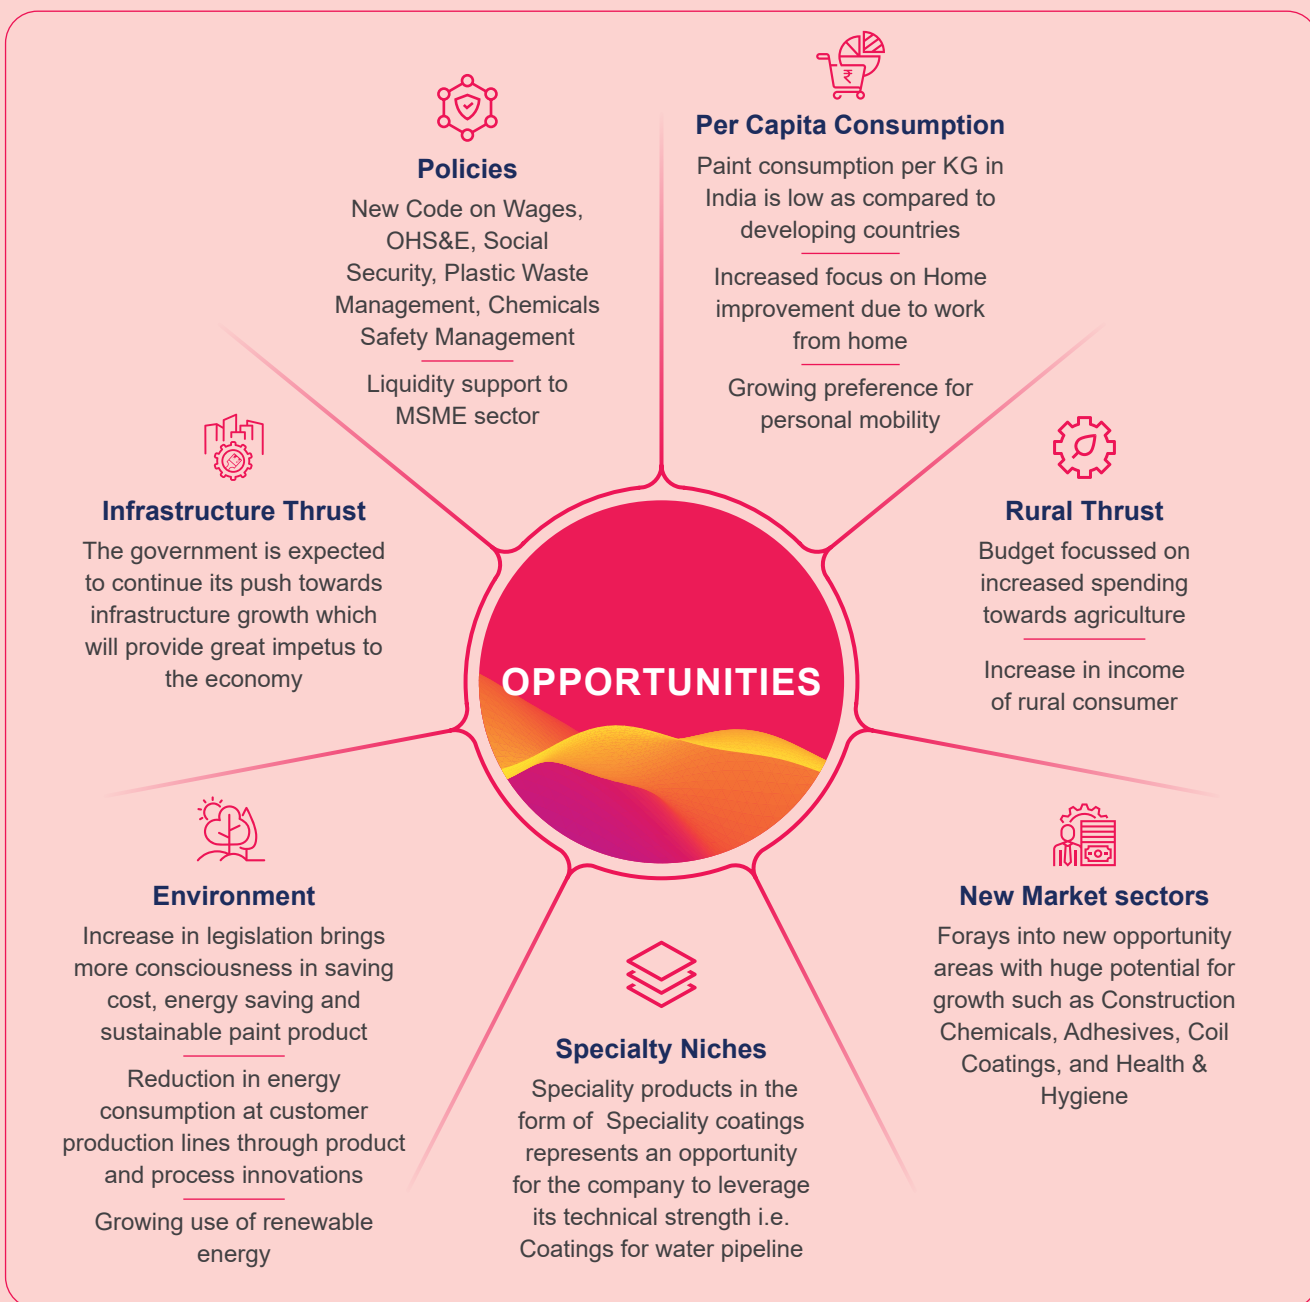 Policies
New Code on Wages,
OHS&E, Social
Security, Plastic Waste
Management, Chemicals
Safety Management
Liquidity support to
MSME sector
₹
Per Capita Consumption
Paint consumption per KG in
India is low as compared to
developing countries
Increased focus on Home
improvement due to work
from home
Growing preference for
personal mobility
Infrastructure Thrust
The government is expected
to continue its push towards
infrastructure growth which
will provide great impetus to
the economy
Rural Thrust
Budget focussed on
increased spending
towards agriculture
Increase in income
of rural consumer
OPPORTUNITIES
Environment
Increase in legislation brings
more consciousness in saving
cost, energy saving and
sustainable paint product
Reduction in energy
consumption at customer
production lines through product
and process innovations
Growing use of renewable
energy
Specialty Niches
Speciality products in the
form of  Speciality coatings
represents an opportunity
for the company to leverage
its technical strength i.e.
Coatings for water pipeline
New Market sectors
Forays into new opportunity
areas with huge potential for
growth such as Construction
Chemicals, Adhesives, Coil
Coatings, and Health &
Hygiene